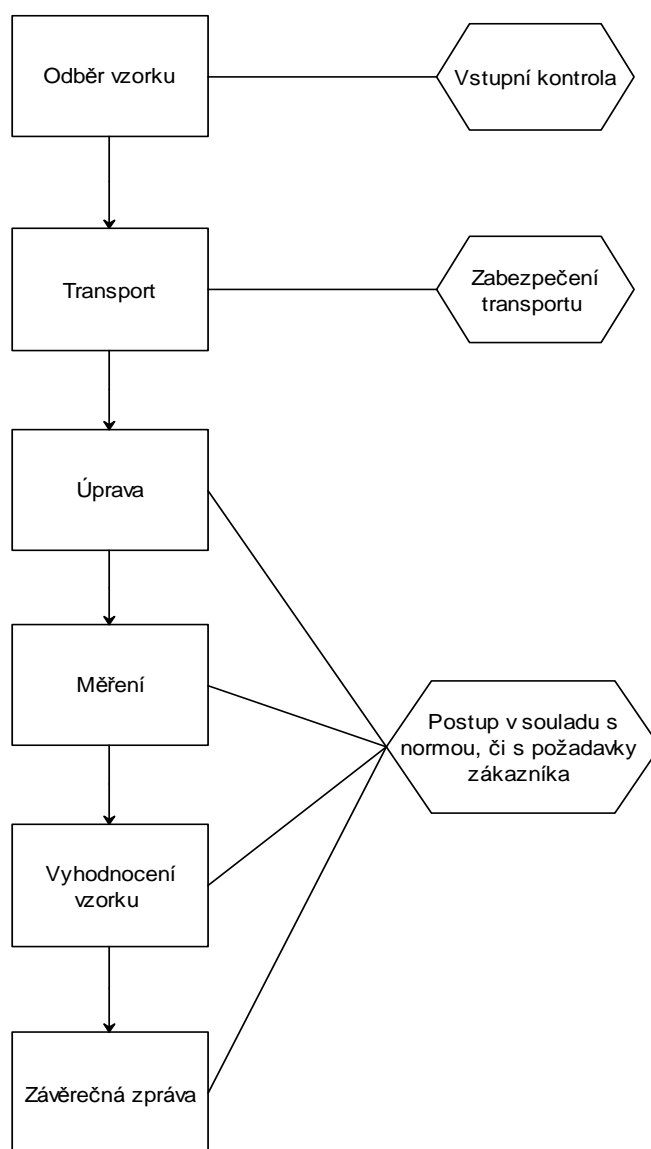 Odběr vzorku
Vstupní kontrola
Transport
Zabezpečení
transportu
Úprava
Měření
Postup v souladu s
normou, či s požadavky
zákazníka
Vyhodnocení
vzorku
Závěrečná zpráva